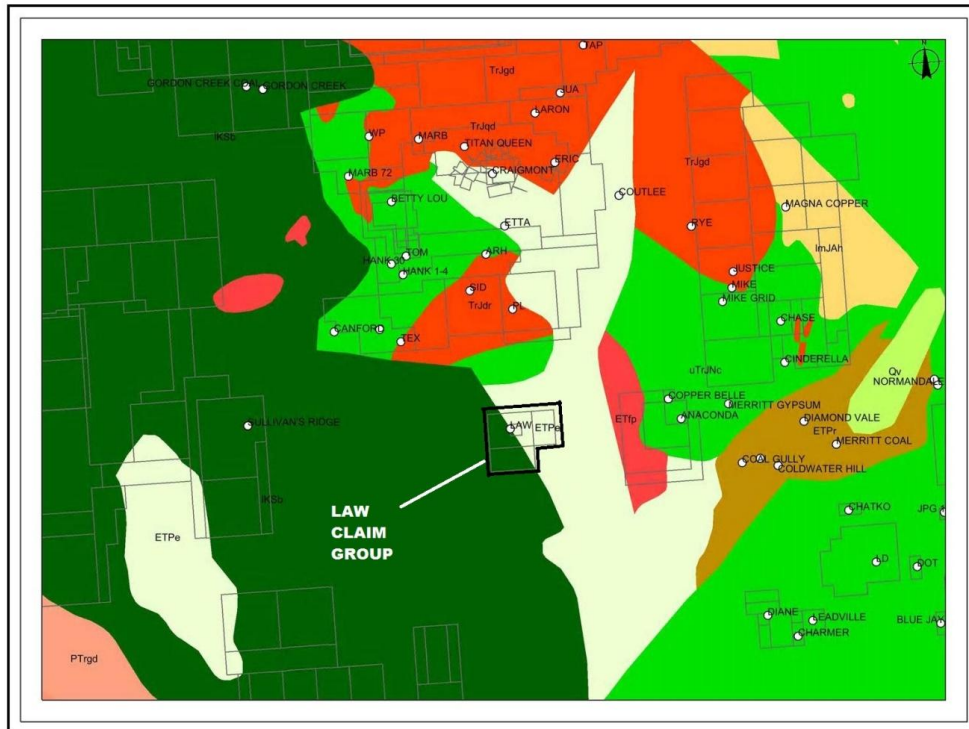 N
TAP
TrJgd
GORDON CREEK COAL
GORDON CREEK
JUA
LARON
IKSb
WP
MARB
TrJqd
TITAN QUEEN
ERIC
TrJgd
CRAIGMONT
MARB 72
COUTLEE
BETTY LOU
MAGNA COPPER
ETTA
RYE
lmJAh
TOM
ARH
HANK 30
HANK 1-4
JUSTICE
SID
MIKE
TrJdr
PL
MIKE GRID
CHASE
CANFORD
TEX
CINDERELLA
uTrJNc
Qv
NORMANDALE
COPPER BELLE
MERRITT GYPSUM
ETfp
ANACONDA
DIAMOND VALE
SULLIVAN'S RIDGE
LAW
ETPe
ETPr
MERRITT COAL
COAL GULLY
COLDWATER HILL
IKSb
LAW
CLAIM
GROUP
CHATKO
JPG
ETPe
LD
DOT
DIANE
LEADVILLE
BLUE JAY
CHARMER
PTrgd